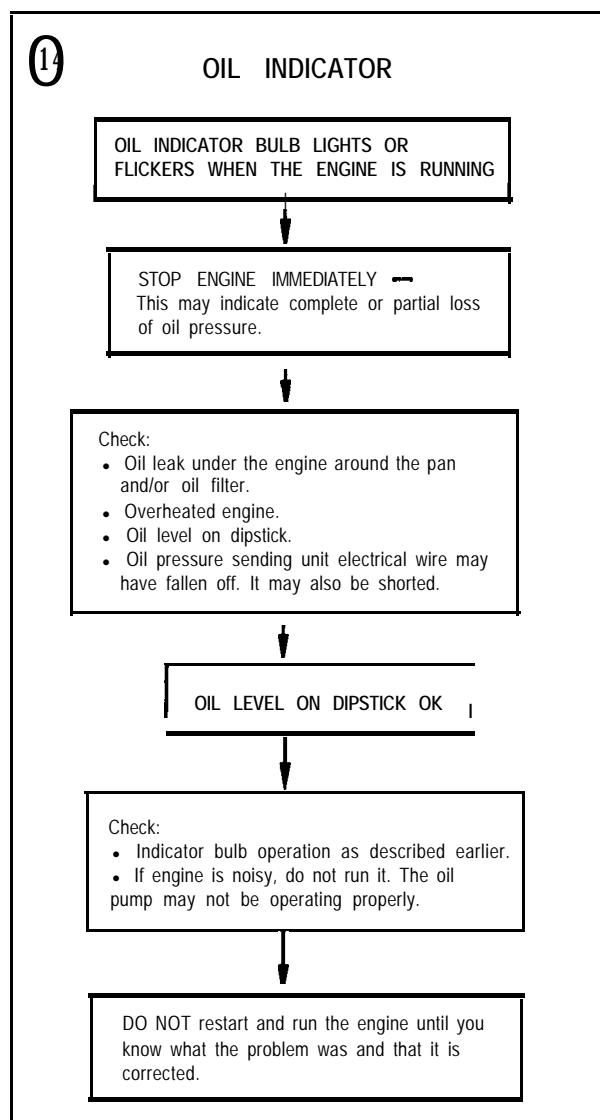 14
OIL INDICATOR
OIL INDICATOR BULB LIGHTS OR
FLICKERS WHEN THE ENGINE IS RUNNING
STOP ENGINE IMMEDIATELY —
This may indicate complete or partial loss
of oil pressure.
Check:
• Oil leak under the engine around the pan
and/or oil filter.
• Overheated engine.
• Oil level on dipstick.
• Oil pressure sending unit electrical wire may
have fallen off. It may also be shorted.
OIL LEVEL ON DIPSTICK OK
Check:
• Indicator bulb operation as described earlier.
• If engine is noisy, do not run it. The oil
pump may not be operating properly.
DO NOT restart and run the engine until you
know what the problem was and that it is
corrected.